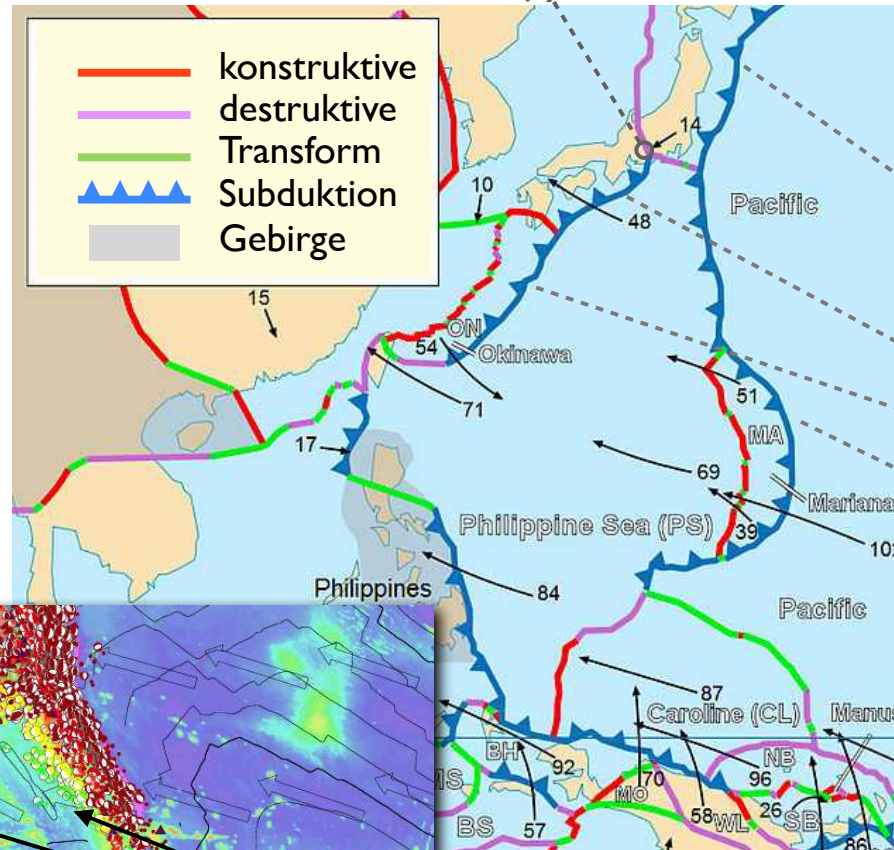 konstruktive
destruktive
Transform
Subduktion
Gebirge
14
10
48
Pacific
15
ON
54
Okinawa
71
51
17
MA
69
Mariana
Philippine Sea (PS)
39
102
84
Philippines
Pacific
87
Caroline (CL)
Manus
BH
92
MS
NB
96
70
MO
26
58
WL
SB
BS
57
86